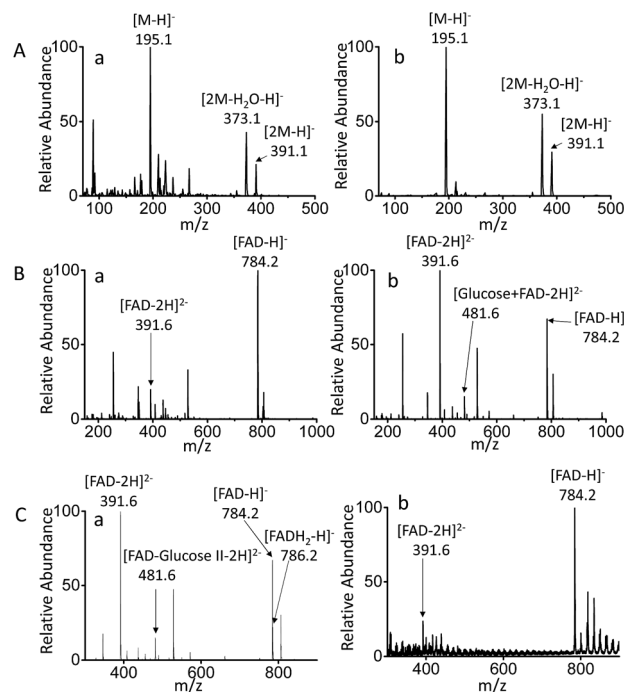 A
a
[M-H]-
195.1
[2M-H₂O-H]-
373.1
[2M-H]-
391.1
Relative Abundance
100
50
0
100 200 300 400 500
m/z
b
[M-H]-
195.1
[2M-H₂O-H]-
373.1
[2M-H]-
391.1
Relative Abundance
100
50
0
100 200 300 400 500
m/z
B
a
[FAD-H]-
784.2
[FAD-2H]²-
391.6
Relative Abundance
100
50
0
200 400 600 800 1000
m/z
b
[FAD-2H]²-
391.6
[Glucose+FAD-2H]²-
481.6
[FAD-H]
784.2
Relative Abundance
100
50
0
200 400 600 800 1000
m/z
C
a
[FAD-2H]²-
391.6
[FAD-H]-
784.2
[FADH₂-H]-
786.2
[FAD-Glucose II-2H]²-
481.6
Relative Abundance
100
50
0
400 600 800
m/z
b
[FAD-H]-
784.2
[FAD-2H]²-
391.6
Relative Abundance
100
50
0
400 600 800
m/z